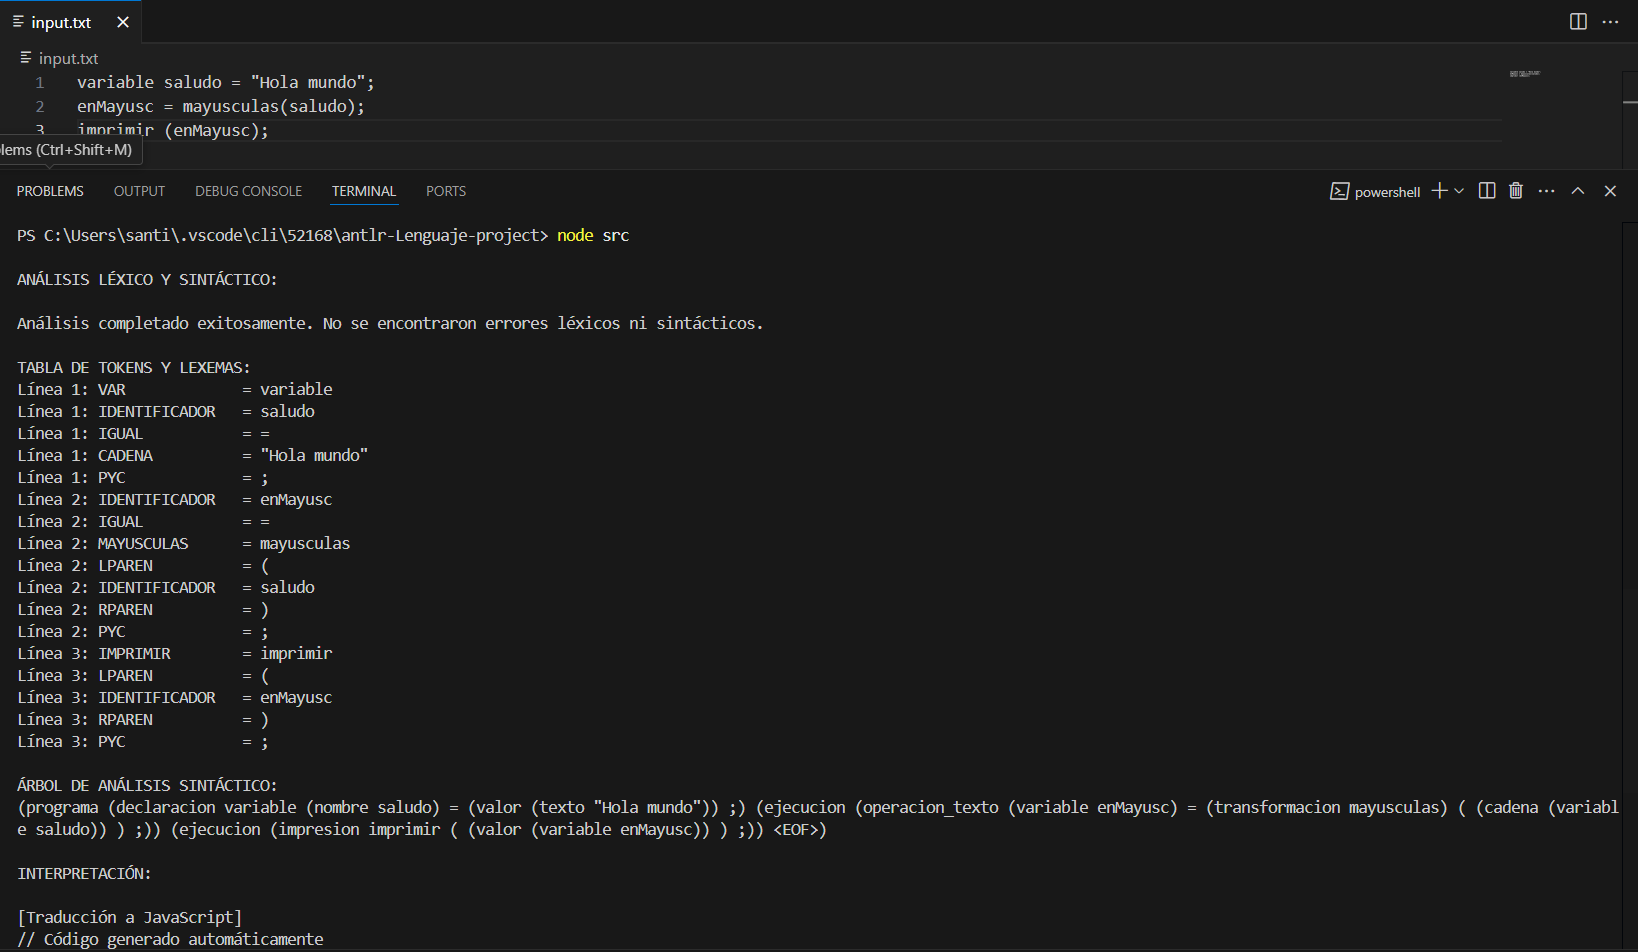 input.txt
input.txt
1 variable saludo = "Hola mundo";
2 enMayusc = mayusculas(saludo);
3 imprimir (enMayusc);
lems (Ctrl+Shift+M)
PROBLEMS OUTPUT DEBUG CONSOLE TERMINAL PORTS powershell
PS C:\Users\santi\.vscode\cli\52168\antlr-Lenguaje-project> node src
ANÁLISIS LÉXICO Y SINTÁCTICO:
Análisis completado exitosamente. No se encontraron errores léxicos ni sintácticos.
TABLA DE TOKENS Y LEXEMAS:
Línea 1: VAR = variable
Línea 1: IDENTIFICADOR = saludo
Línea 1: IGUAL = =
Línea 1: CADENA = "Hola mundo"
Línea 1: PYC = ;
Línea 2: IDENTIFICADOR = enMayusc
Línea 2: IGUAL = =
Línea 2: MAYUSCULAS = mayusculas
Línea 2: LPAREN = (
Línea 2: IDENTIFICADOR = saludo
Línea 2: RPAREN = )
Línea 2: PYC = ;
Línea 3: IMPRIMIR = imprimir
Línea 3: LPAREN = (
Línea 3: IDENTIFICADOR = enMayusc
Línea 3: RPAREN = )
Línea 3: PYC = ;
ÁRBOL DE ANÁLISIS SINTÁCTICO:
(programa (declaracion variable (nombre saludo) = (valor (texto "Hola mundo")) ;) (ejecucion (operacion_texto (variable enMayusc) = (transformacion mayusculas) ( (cadena (variabl
e saludo)) ) ;)) (ejecucion (impresion imprimir ( (valor (variable enMayusc)) ) ;)) <EOF>)
INTERPRETACIÓN:
[Traducción a JavaScript]
// Código generado automáticamente